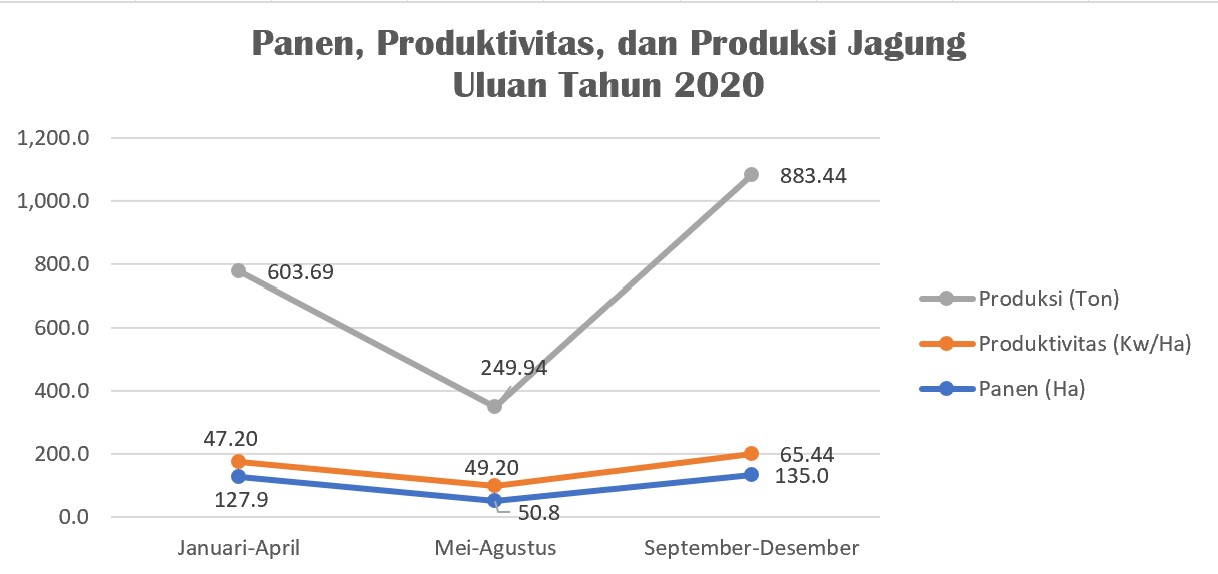 Panen, Produktivitas, dan Produksi Jagung
Uluan Tahun 2020
1,200.0
1,000.0
800.0
600.0
400.0
200.0
0.0
603.69
249.94
883.44
47.20
49.20
65.44
127.9
50.8
135.0
Januari-April
Mei-Agustus
September-Desember
Produksi (Ton)
Produktivitas (Kw/Ha)
Panen (Ha)